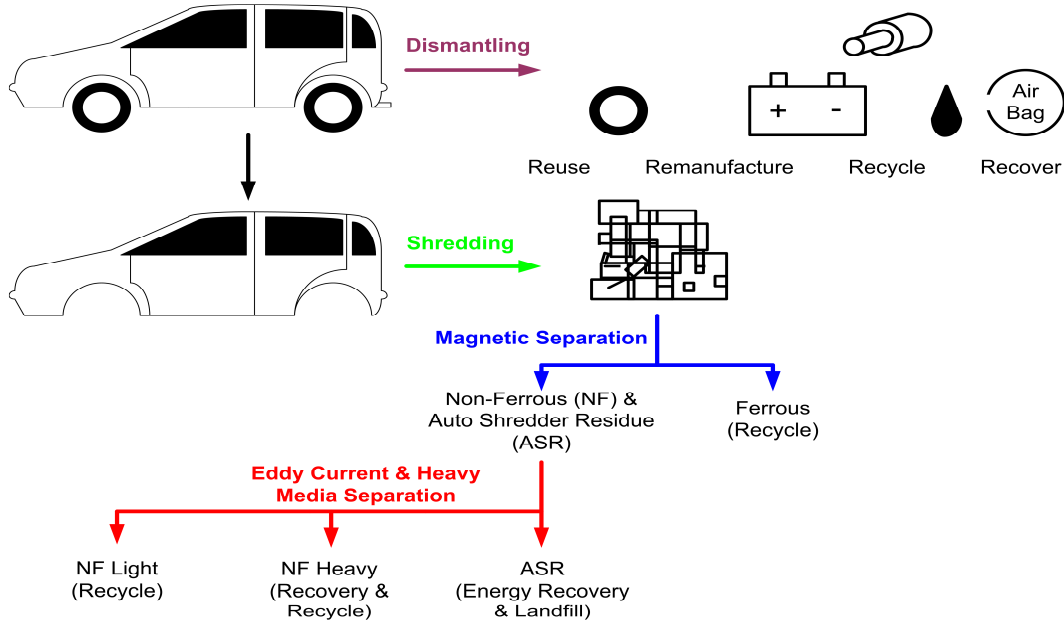 Dismantling
+ -
Air
Bag
Reuse Remanufacture Recycle Recover
Shredding
Magnetic Separation
Non-Ferrous (NF) &
Auto Shredder Residue
(ASR)
Ferrous
(Recycle)
Eddy Current & Heavy
Media Separation
NF Light
(Recycle)
NF Heavy
(Recovery &
Recycle)
ASR
(Energy Recovery
& Landfill)